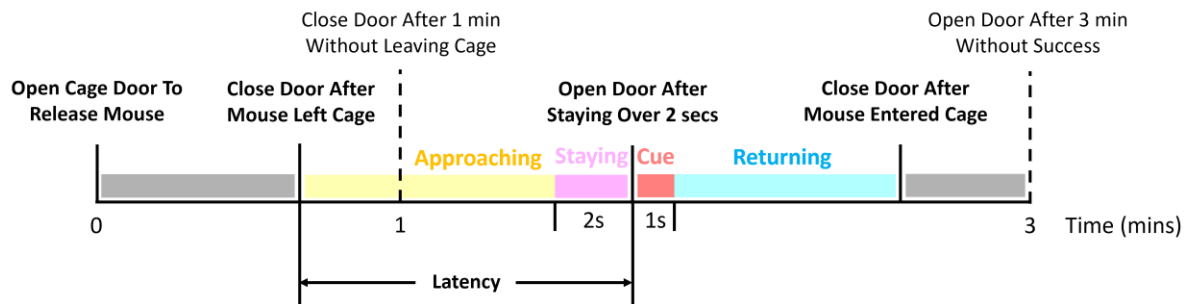 Close Door After 1 min
Without Leaving Cage
Open Door After 3 min
Without Success
Open Cage Door To
Release Mouse
Close Door After
Mouse Left Cage
Open Door After
Staying Over 2 secs
Close Door After
Mouse Entered Cage
Approaching
Staying
Cue
Returning
0
1
2s
1s
3
Time (mins)
Latency